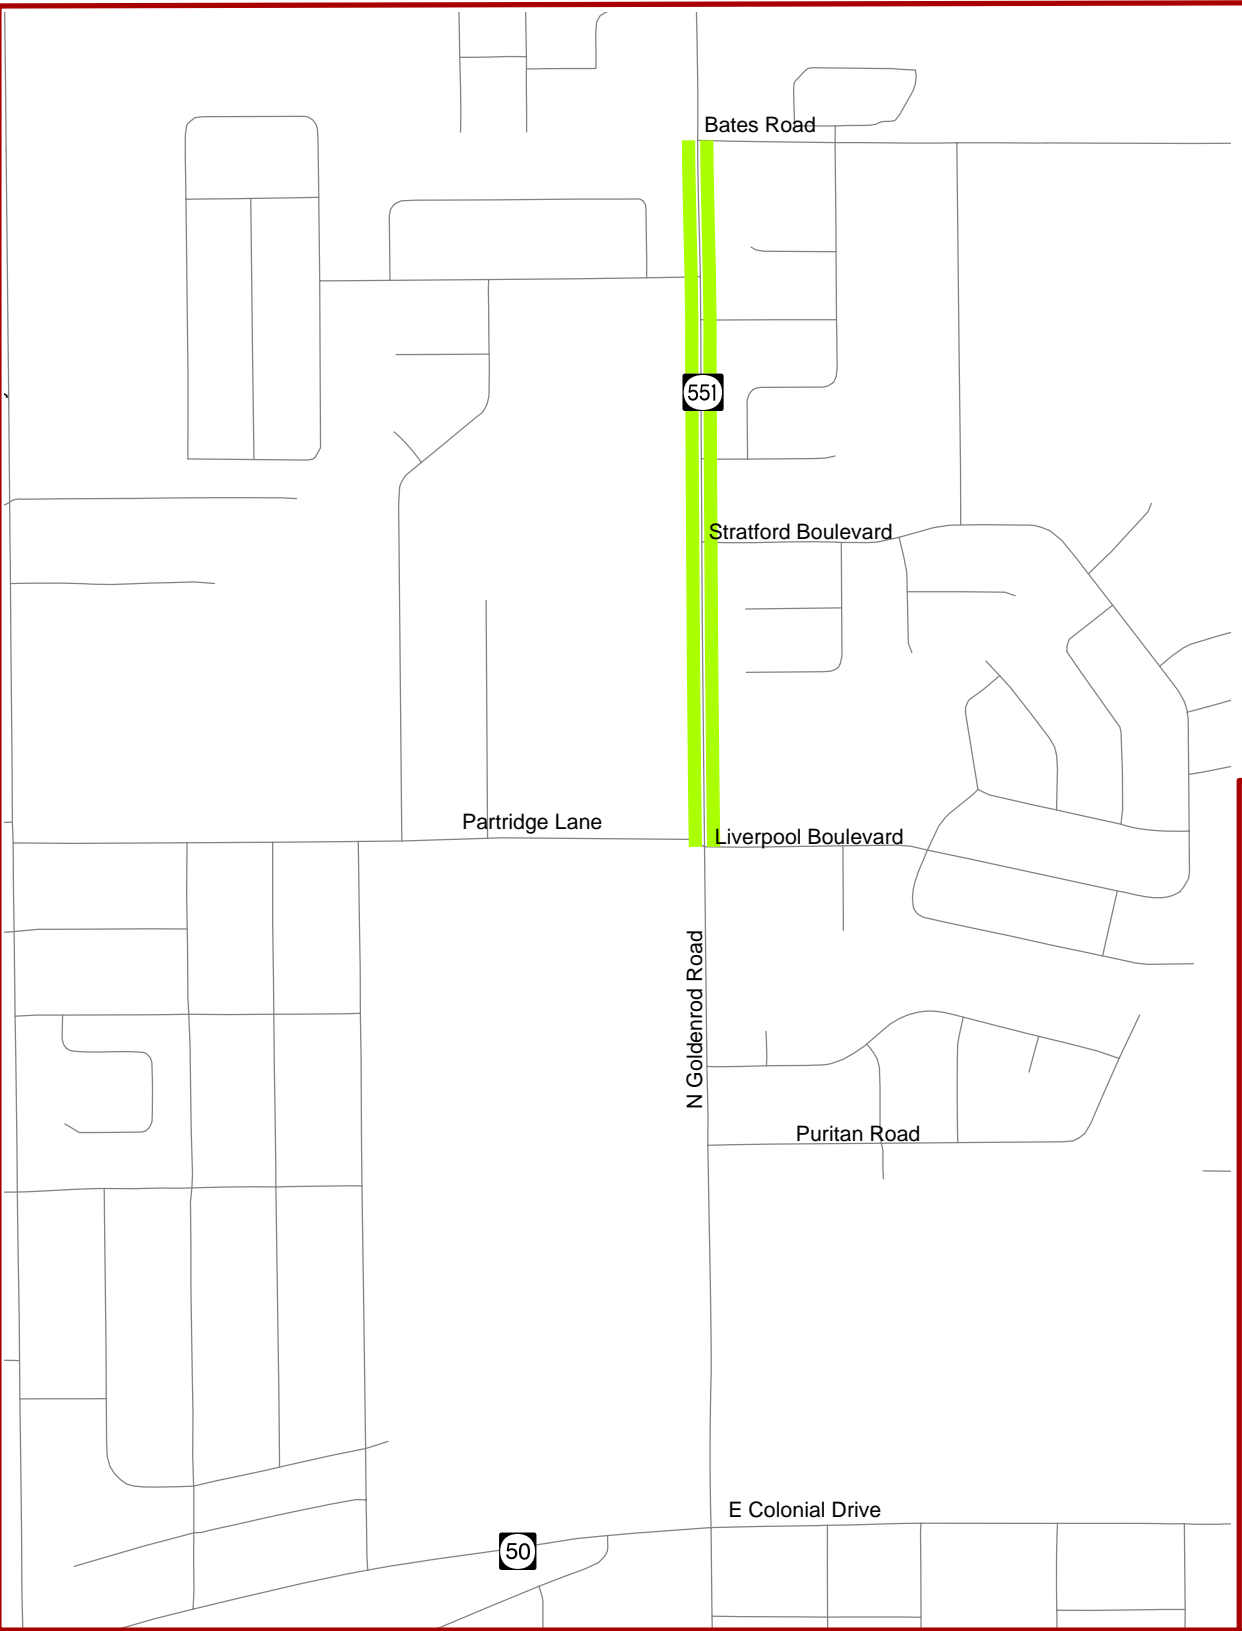 Bates Road
551
Stratford Boulevard
Partridge Lane
Liverpool Boulevard
N Goldenrod Road
Puritan Road
E Colonial Drive
50